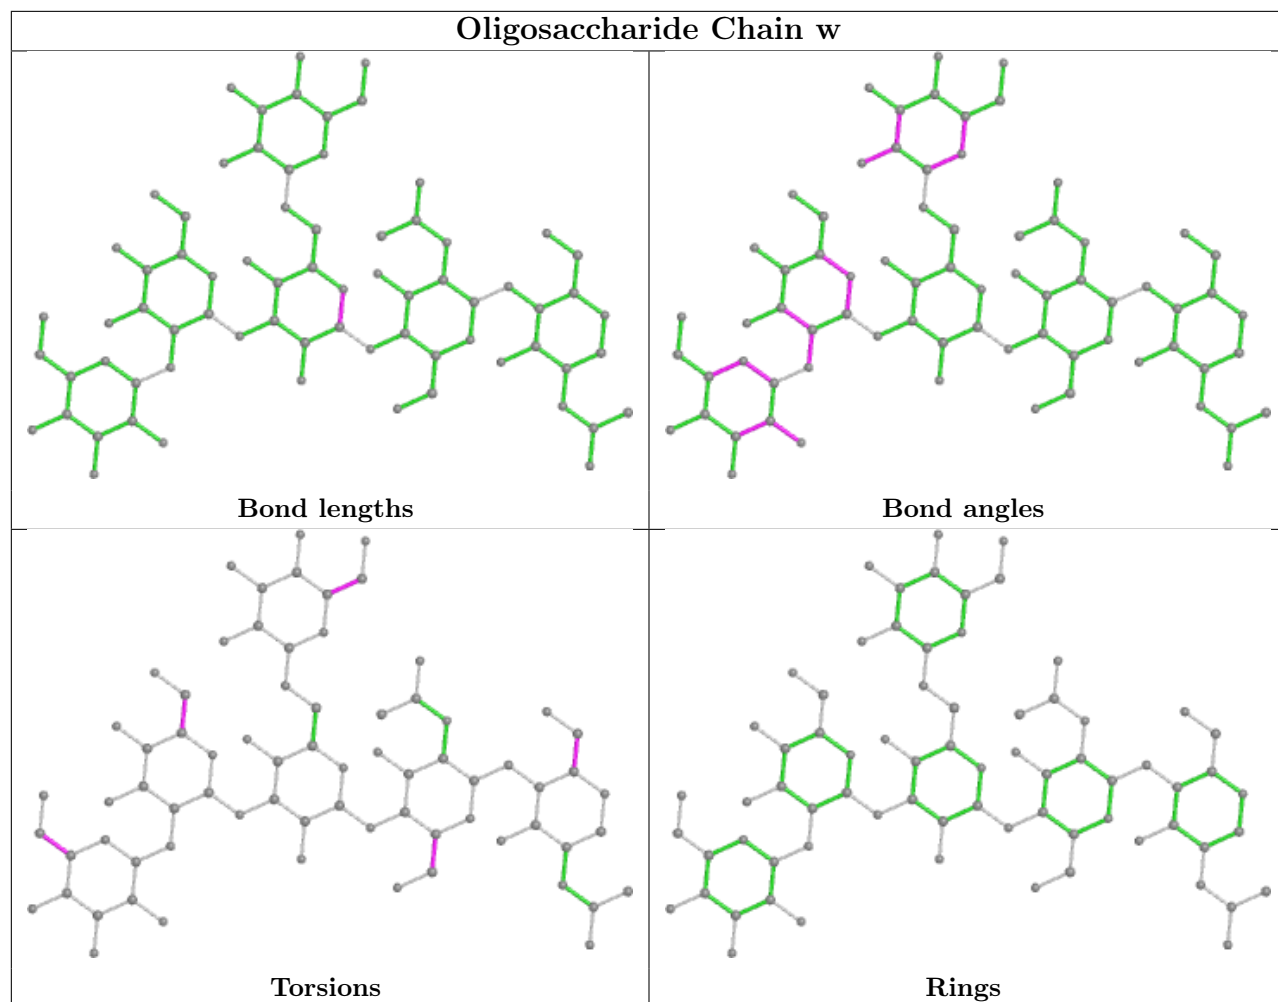 Oligosaccharide Chain w
Bond lengths
Bond angles
Torsions
Rings